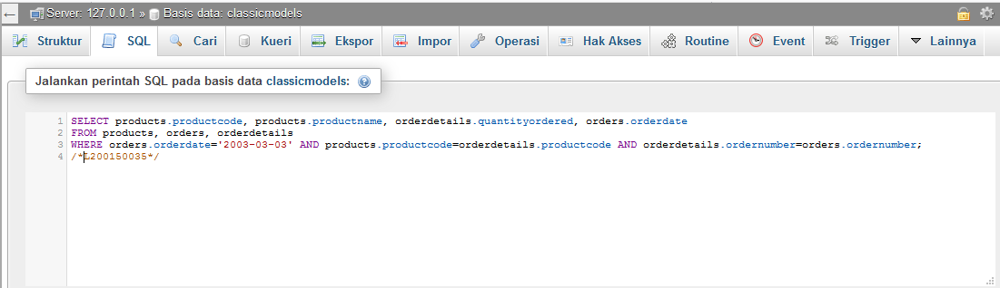 Server: 127.0.0.1 » Basis data: classicmodels
Struktur SQL Cari Kueri Ekspor Impor Operasi Hak Akses Routine Event Trigger Lainnya
Jalankan perintah SQL pada basis data classicmodels:
1 SELECT products.productcode, products.productname, orderdetails.quantityordered, orders.orderdate
2 FROM products, orders, orderdetails
3 WHERE orders.orderdate='2003-03-03' AND products.productcode=orderdetails.productcode AND orderdetails.ordernumber=orders.ordernumber;
4 /*L200150035*/